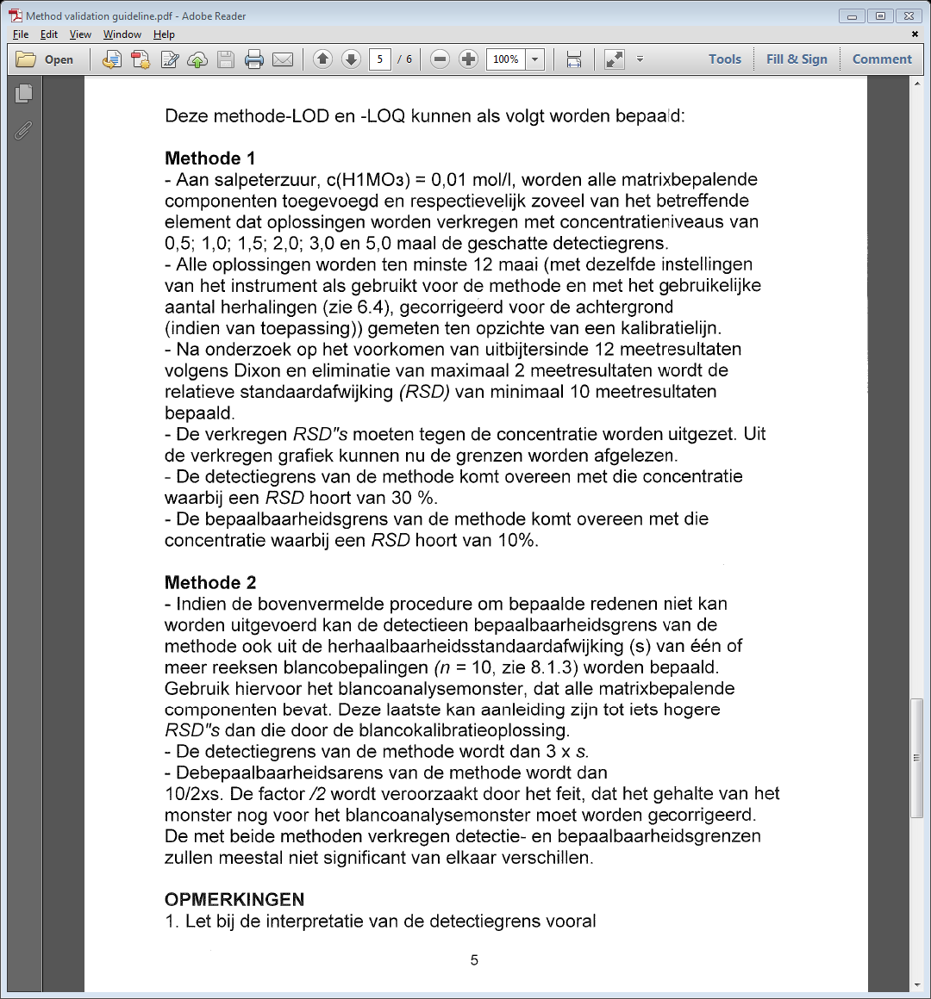 Method validation guideline.pdf - Adobe Reader
File Edit View Window Help
Open 5 / 6 100% Tools Fill & Sign Comment
Deze methode-LOD en -LOQ kunnen als volgt worden bepaald:
Methode 1
- Aan salpeterzuur, c(H1MO3) = 0,01 mol/l, worden alle matrixbepalende
componenten toegevoegd en respectievelijk zoveel van het betreffende
element dat oplossingen worden verkregen met concentratieniveaus van
0,5; 1,0; 1,5; 2,0; 3,0 en 5,0 maal de geschatte detectiegrens.
- Alle oplossingen worden ten minste 12 maai (met dezelfde instellingen
van het instrument als gebruikt voor de methode en met het gebruikelijke
aantal herhalingen (zie 6.4), gecorrigeerd voor de achtergrond
(indien van toepassing)) gemeten ten opzichte van een kalibratielijn.
- Na onderzoek op het voorkomen van uitbijtersinde 12 meetresultaten
volgens Dixon en eliminatie van maximaal 2 meetresultaten wordt de
relatieve standaardafwijking (RSD) van minimaal 10 meetresultaten
bepaald.
- De verkregen RSD"s moeten tegen de concentratie worden uitgezet. Uit
de verkregen grafiek kunnen nu de grenzen worden afgelezen.
- De detectiegrens van de methode komt overeen met die concentratie
waarbij een RSD hoort van 30 %.
- De bepaalbaarheidsgrens van de methode komt overeen met die
concentratie waarbij een RSD hoort van 10%.
Methode 2
- Indien de bovenvermelde procedure om bepaalde redenen niet kan
worden uitgevoerd kan de detectieen bepaalbaarheidsgrens van de
methode ook uit de herhaalbaarheidsstandaardafwijking (s) van één of
meer reeksen blancobepalingen (n = 10, zie 8.1.3) worden bepaald.
Gebruik hiervoor het blancoanalysemonster, dat alle matrixbepalende
componenten bevat. Deze laatste kan aanleiding zijn tot iets hogere
RSD"s dan die door de blancokalibratieoplossing.
- De detectiegrens van de methode wordt dan 3 x s.
- Debepaalbaarheidsarens van de methode wordt dan
10/2xs. De factor /2 wordt veroorzaakt door het feit, dat het gehalte van het
monster nog voor het blancoanalysemonster moet worden gecorrigeerd.
De met beide methoden verkregen detectie- en bepaalbaarheidsgrenzen
zullen meestal niet significant van elkaar verschillen.
OPMERKINGEN
1. Let bij de interpretatie van de detectiegrens vooral
5